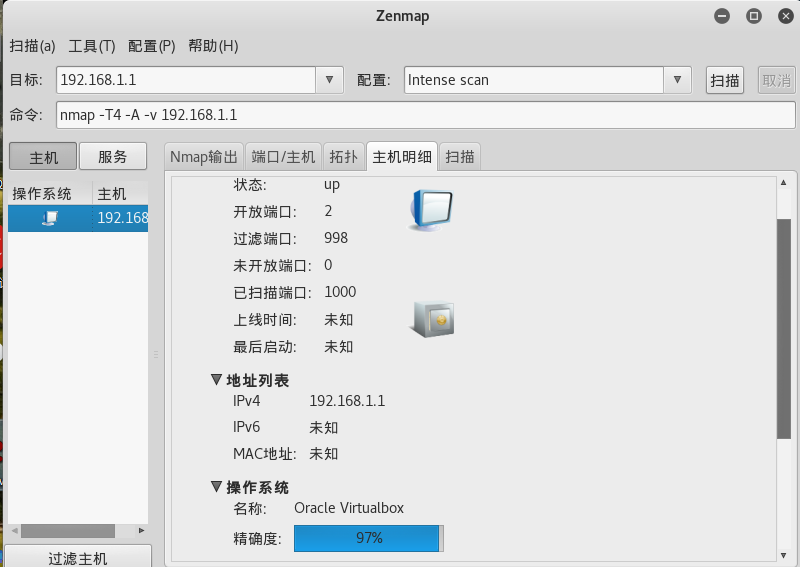 Zenmap
扫描(a) 工具(T) 配置(P) 帮助(H)
目标: 192.168.1.1 配置: Intense scan 扫描 取消
命令: nmap -T4 -A -v 192.168.1.1
主机 服务 Nmap输出 端口/主机 拓扑 主机明细 扫描
操作系统 主机
192.168
状态: up
开放端口: 2
过滤端口: 998
未开放端口: 0
已扫描端口: 1000
上线时间: 未知
最后启动: 未知
地址列表
IPv4 192.168.1.1
IPv6 未知
MAC地址: 未知
操作系统
名称: Oracle Virtualbox
精确度: 97%
过滤主机